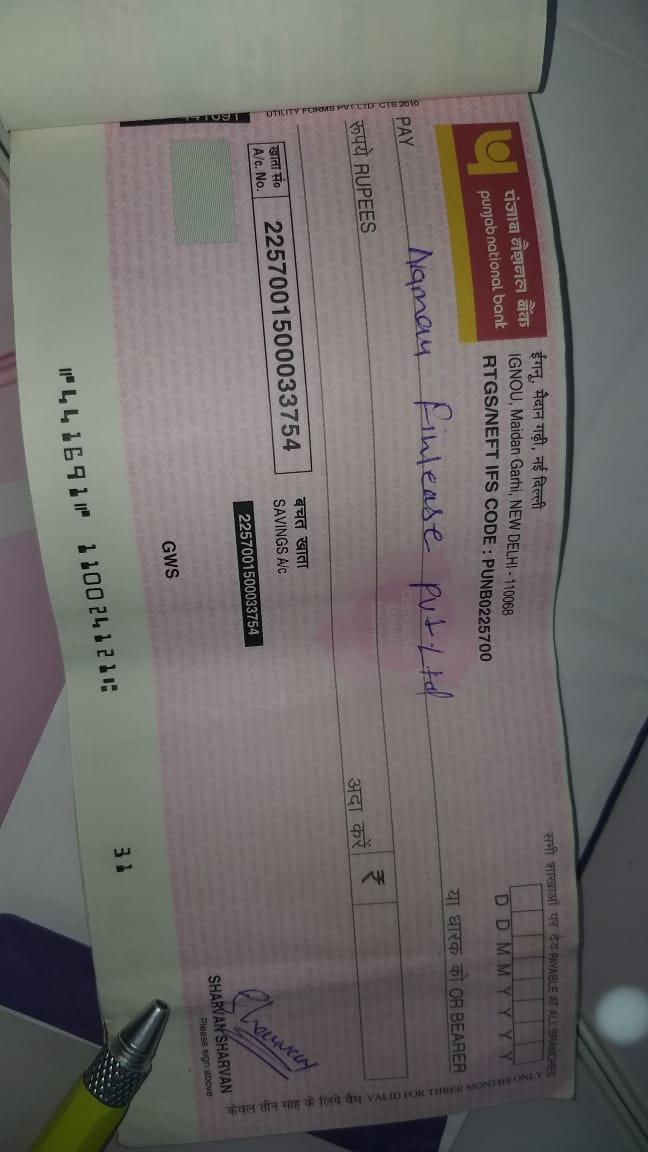 पंजाब नैशनल बैंक
punjab national bank
ईगनू, मैदान गढ़ी, नई दिल्ली
IGNOU, Maidan Garhi, NEW DELHI - 110068
RTGS/NEFT IFS CODE : PUNB0225700
सभी शाखाओं पर देय PAYABLE AT ALL BRANCHES
D D M M Y Y Y Y
PAY Naman Finlease Pvt Ltd
या धारक को OR BEARER
रूपये RUPEES
अदा करें ₹
खाता सं०
A/c. No.
2257001500033754
बचत खाता
SAVINGS A/c
2257001500033754
GWS
SHARVAN SHARVAN
Please sign above
UTILITY FORMS PVT.LTD CTS 2010
केवल तीन माह के लिये वैध VALID FOR THREE MONTHS ONLY
⑈441691⑈ 110024121⑆ 31